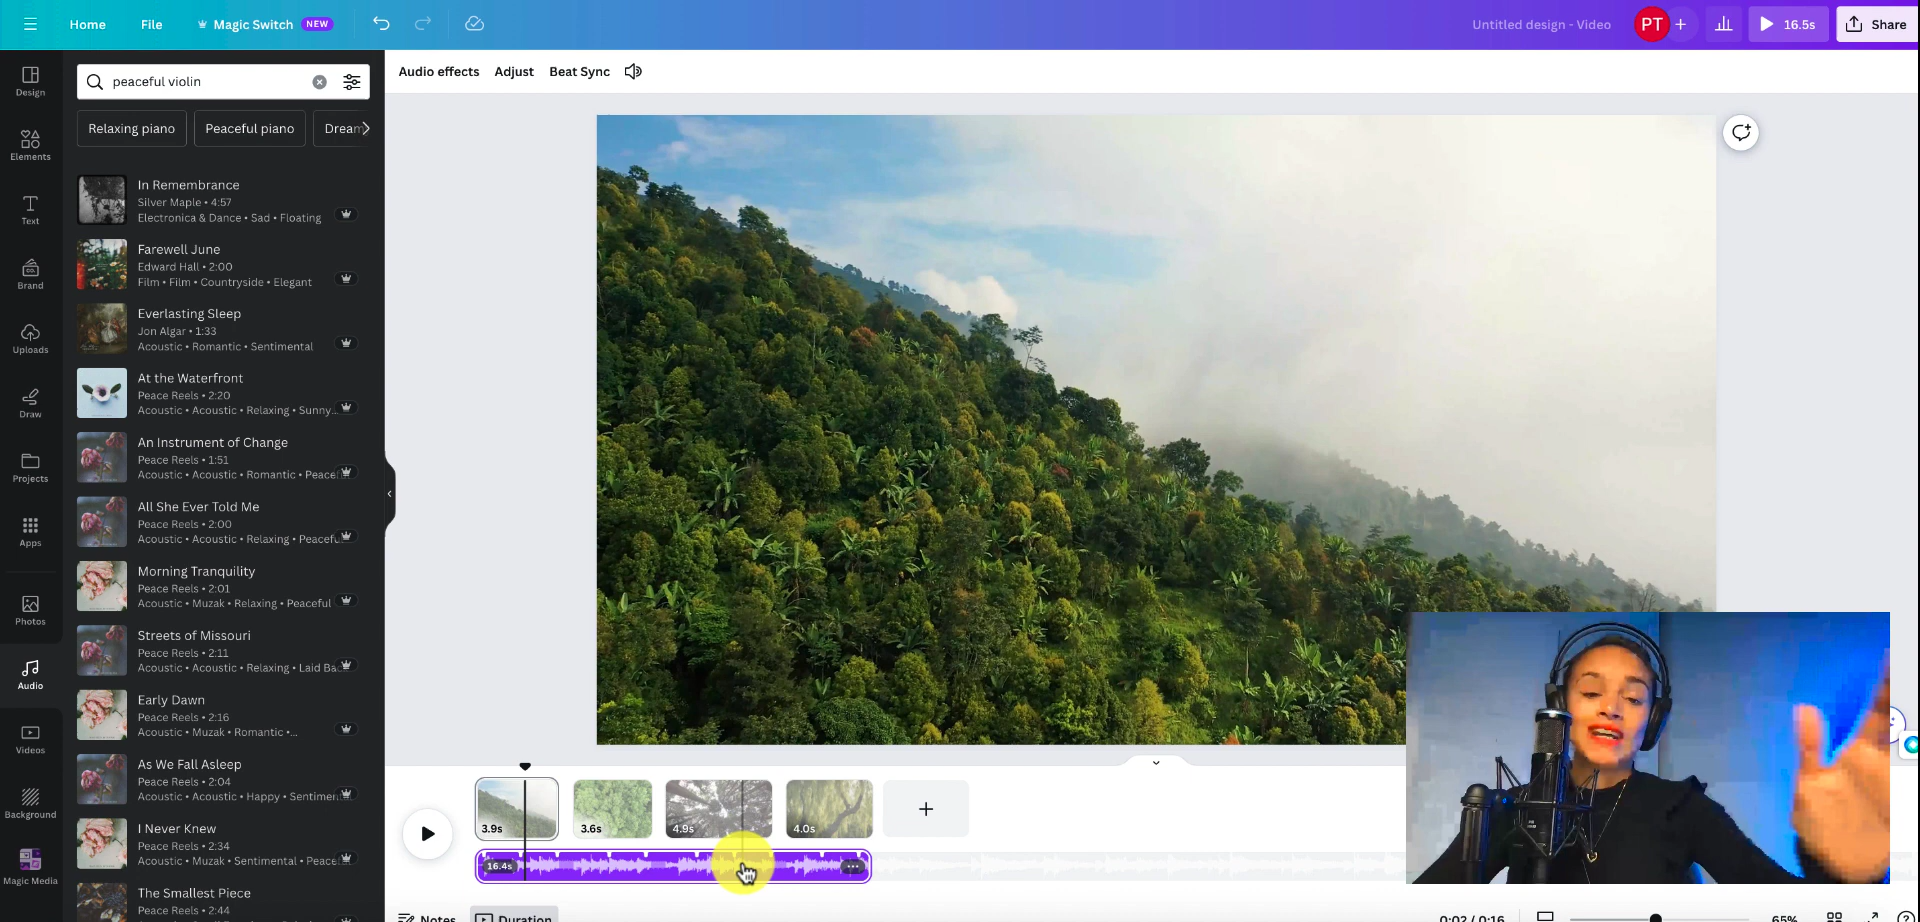 Home
File
Magic Switch NEW
Untitled design - Video
PT
+
16.5s
Share
Design
Elements
Text
Brand
Uploads
Draw
Projects
Apps
Photos
Audio
Videos
Background
Magic Media
peaceful violin
Relaxing piano
Peaceful piano
Dream
In Remembrance
Silver Maple • 4:57
Electronica & Dance • Sad • Floating
Farewell June
Edward Hall • 2:00
Film • Film • Countryside • Elegant
Everlasting Sleep
Jon Algar • 1:33
Acoustic • Romantic • Sentimental
At the Waterfront
Peace Reels • 2:20
Acoustic • Acoustic • Relaxing • Sunny...
An Instrument of Change
Peace Reels • 1:51
Acoustic • Acoustic • Romantic • Peace
All She Ever Told Me
Peace Reels • 2:00
Acoustic • Acoustic • Relaxing • Peacefu
Morning Tranquility
Peace Reels • 2:01
Acoustic • Muzak • Relaxing • Peaceful
Streets of Missouri
Peace Reels • 2:11
Acoustic • Acoustic • Relaxing • Laid Ba
Early Dawn
Peace Reels • 2:16
Acoustic • Muzak • Romantic •...
As We Fall Asleep
Peace Reels • 2:04
Acoustic • Acoustic • Happy • Sentimen
I Never Knew
Peace Reels • 2:34
Acoustic • Muzak • Sentimental • Peace
The Smallest Piece
Peace Reels • 2:44
Audio effects
Adjust
Beat Sync
3.9s
3.6s
4.9s
4.0s
+
16.4s
Notes
Duration
0:02 / 0:16
65%